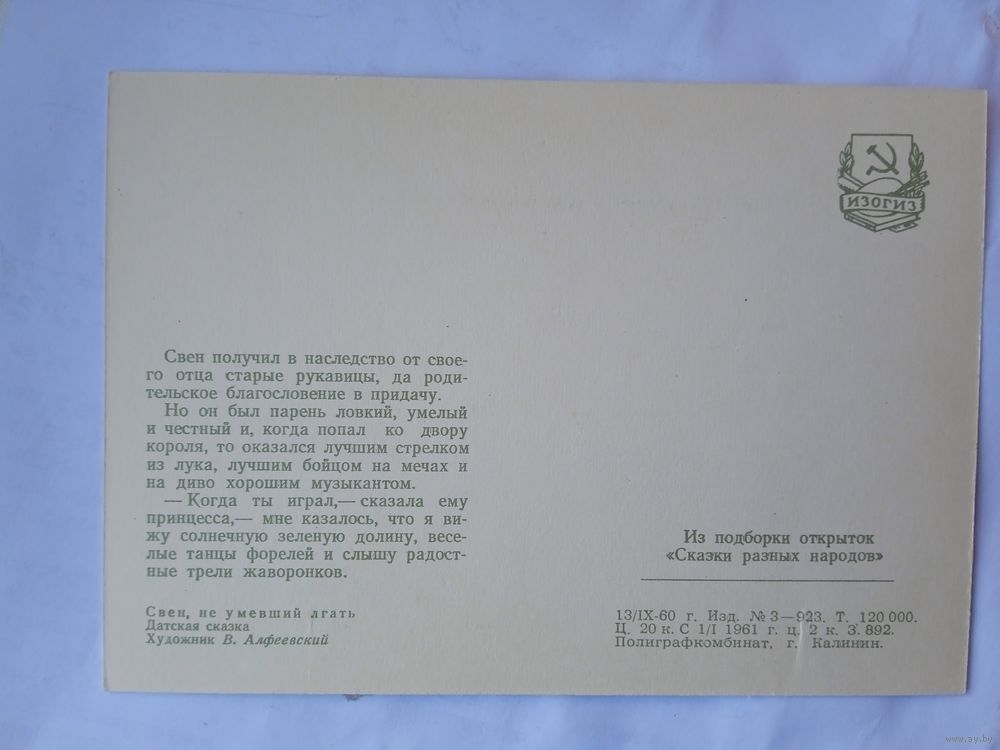 ИЗОГИЗ
Свен получил в наследство от свое-
го отца старые рукавицы, да роди-
тельское благословение в придачу.
Но он был парень ловкий, умелый
и честный и, когда попал ко двору
короля, то оказался лучшим стрелком
из лука, лучшим бойцом на мечах и
на диво хорошим музыкантом.
— Когда ты играл,— сказала ему
принцесса,— мне казалось, что я ви-
жу солнечную зеленую долину, весе-
лые танцы форелей и слышу радост-
ные трели жаворонков.
Свен, не умевший лгать
Датская сказка
Художник В. Алфеевский
Из подборки открыток
«Сказки разных народов»
13/IX-60 г. Изд. № 3—923. Т. 120 000.
Ц. 20 к. С 1/I 1961 г. ц. 2 к. З. 892.
Полиграфкомбинат, г. Калинин.
www.ay.by